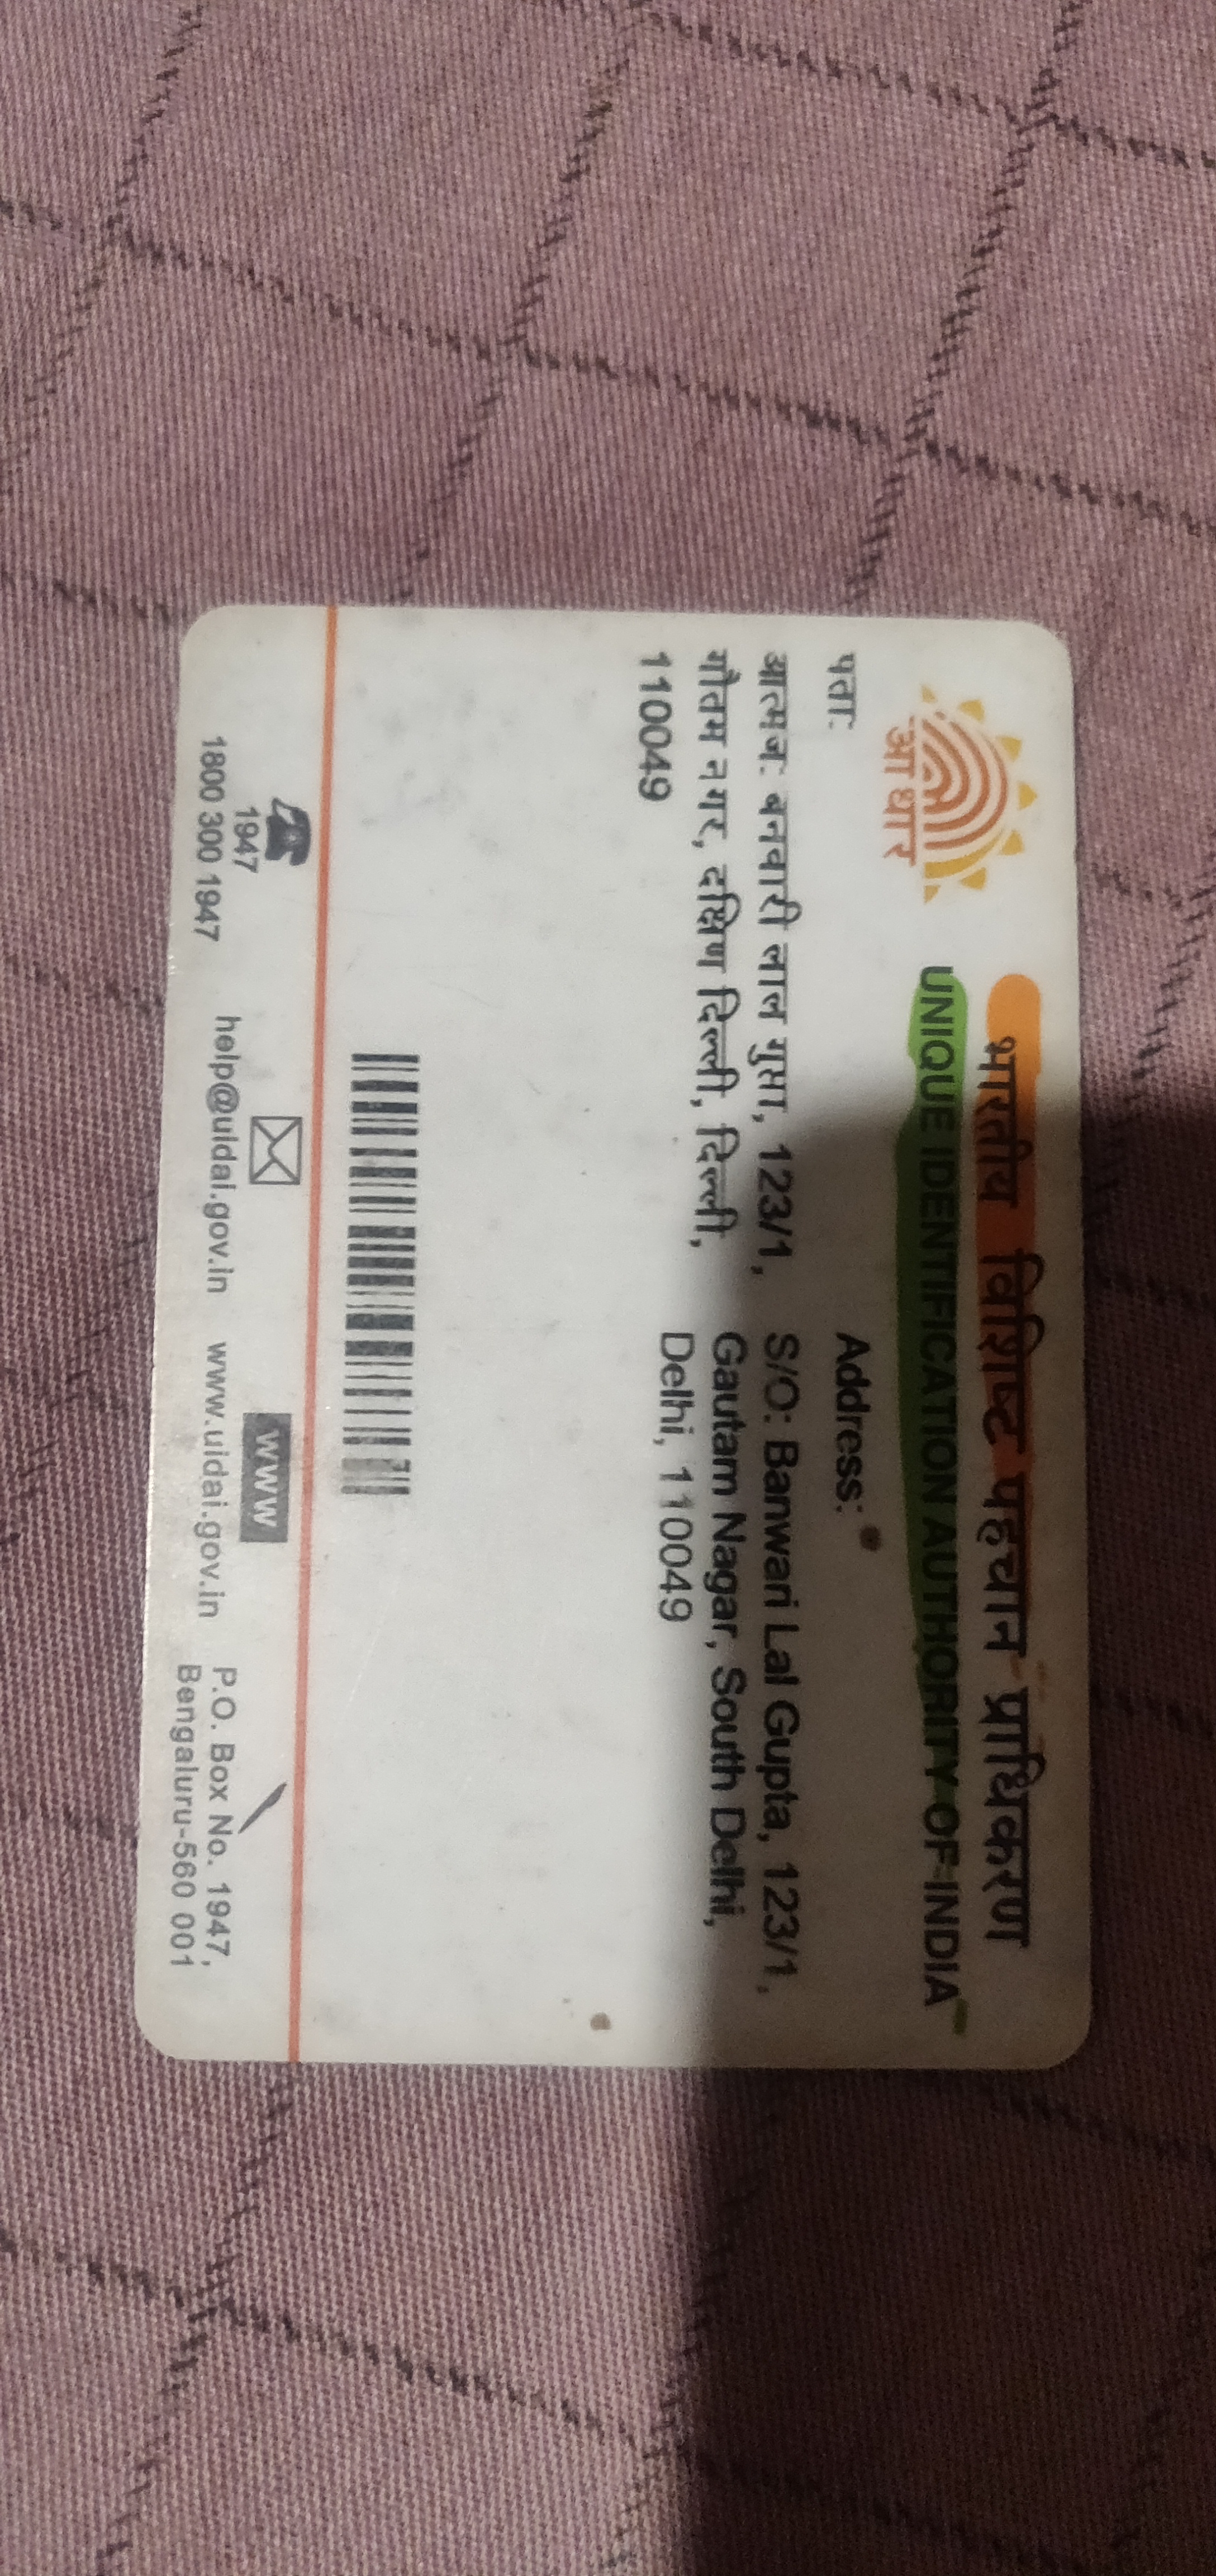 भारतीय विशिष्ट पहचान प्राधिकरण
UNIQUE IDENTIFICATION AUTHORITY OF INDIA
आधार
पता:
आत्मज: बनवारी लाल गुप्ता, 123/1,
गौतम नगर, दक्षिण दिल्ली, दिल्ली,
110049
Address:
S/O: Banwari Lal Gupta, 123/1,
Gautam Nagar, South Delhi,
Delhi, 110049
1947
1800 300 1947
help@uidai.gov.in
www
www.uidai.gov.in
P.O. Box No. 1947,
Bengaluru-560 001